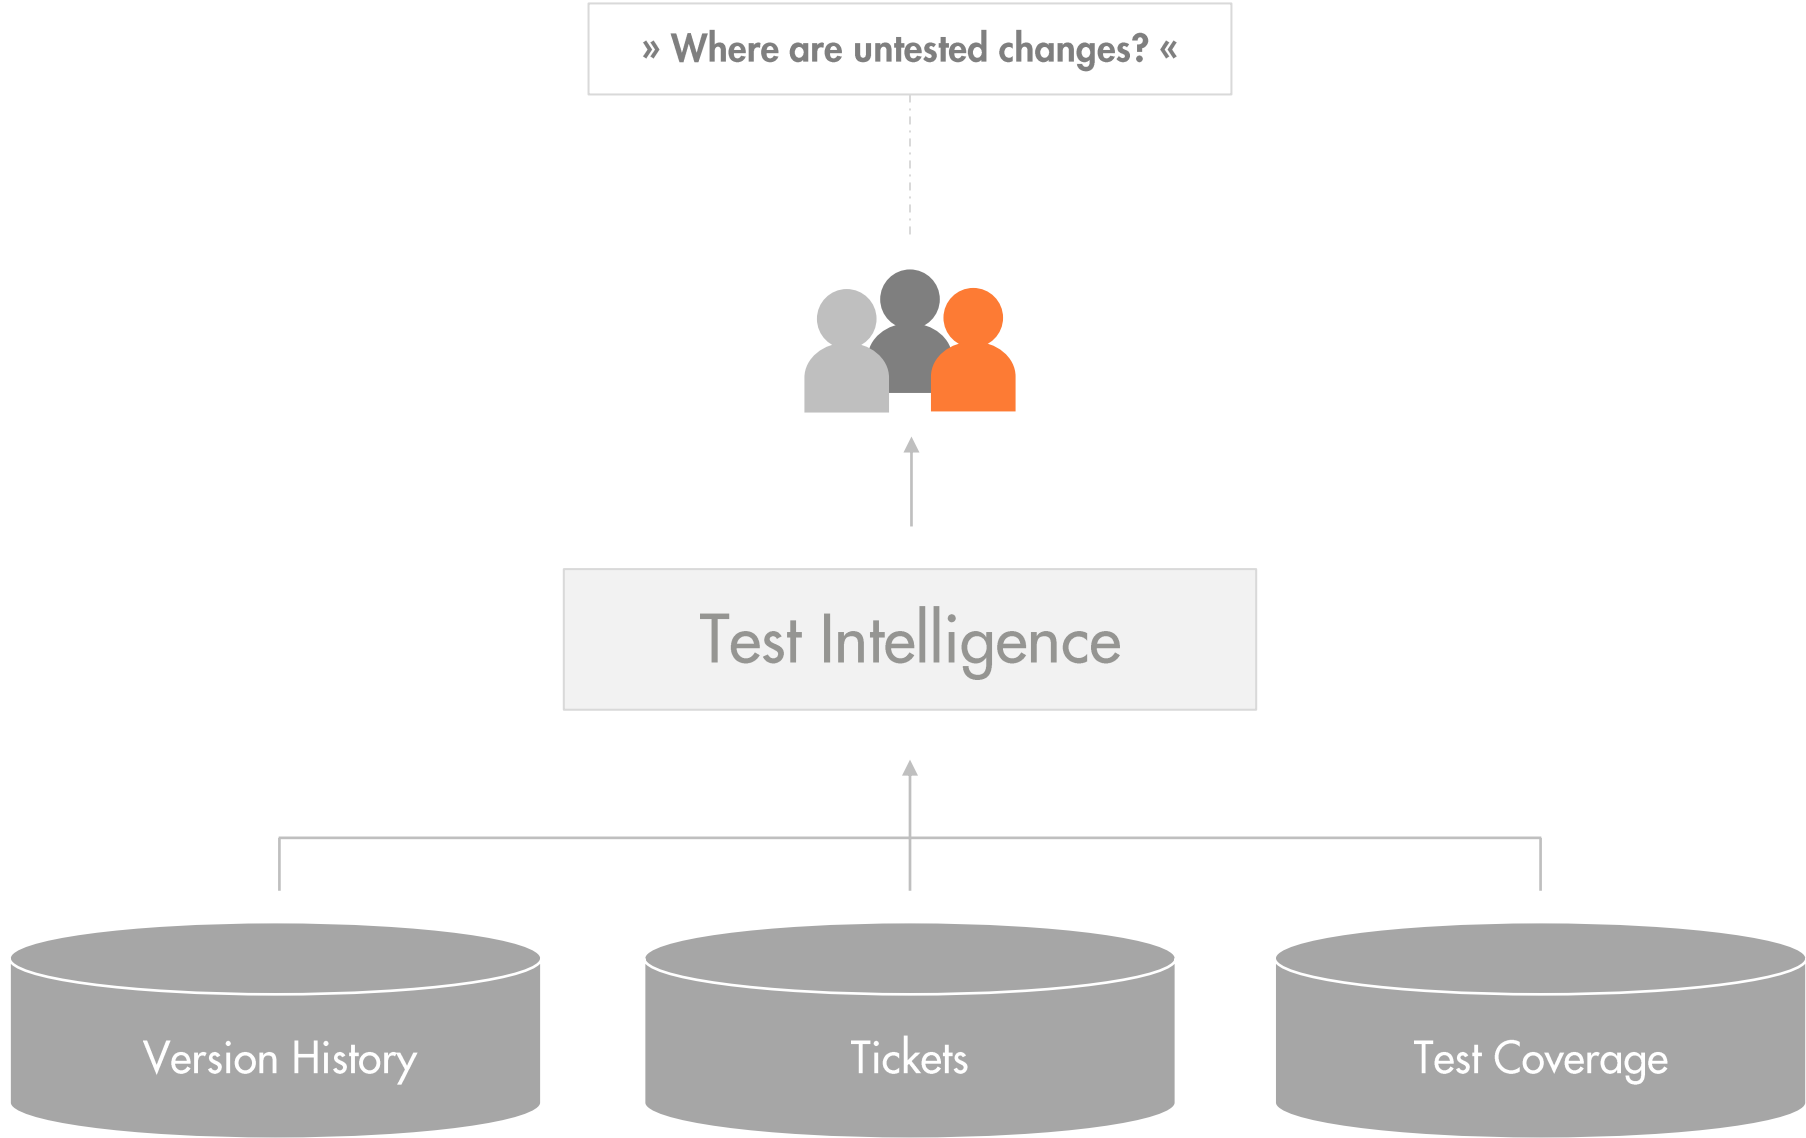 » Where are untested changes? «
Test Intelligence
Version History
Tickets
Test Coverage